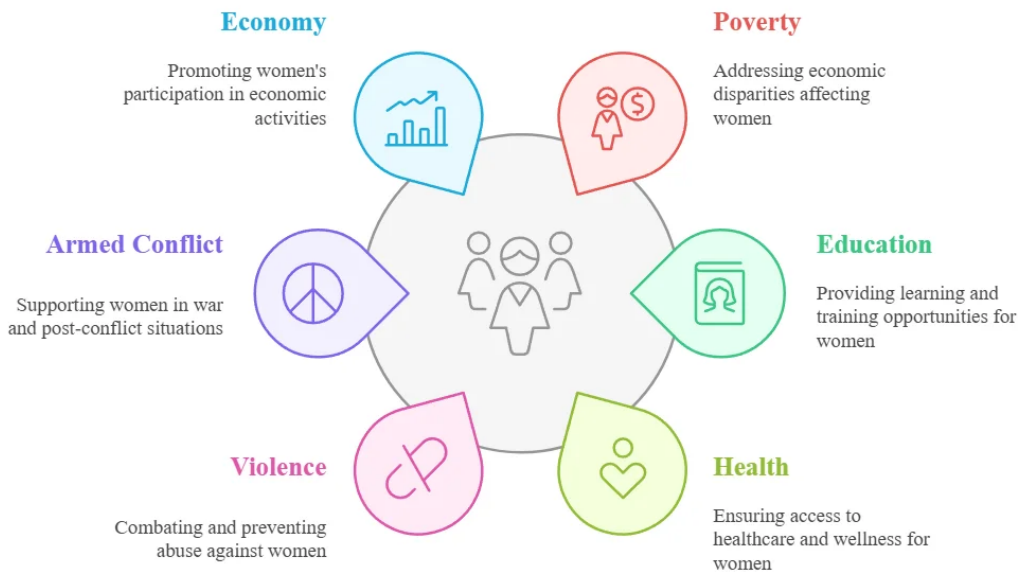 Economy
Promoting women's
participation in economic
activities
Poverty
Addressing economic
disparities affecting
women
Armed Conflict
Supporting women in war
and post-conflict situations
Education
Providing learning and
training opportunities for
women
Violence
Combating and preventing
abuse against women
Health
Ensuring access to
healthcare and wellness for
women
$